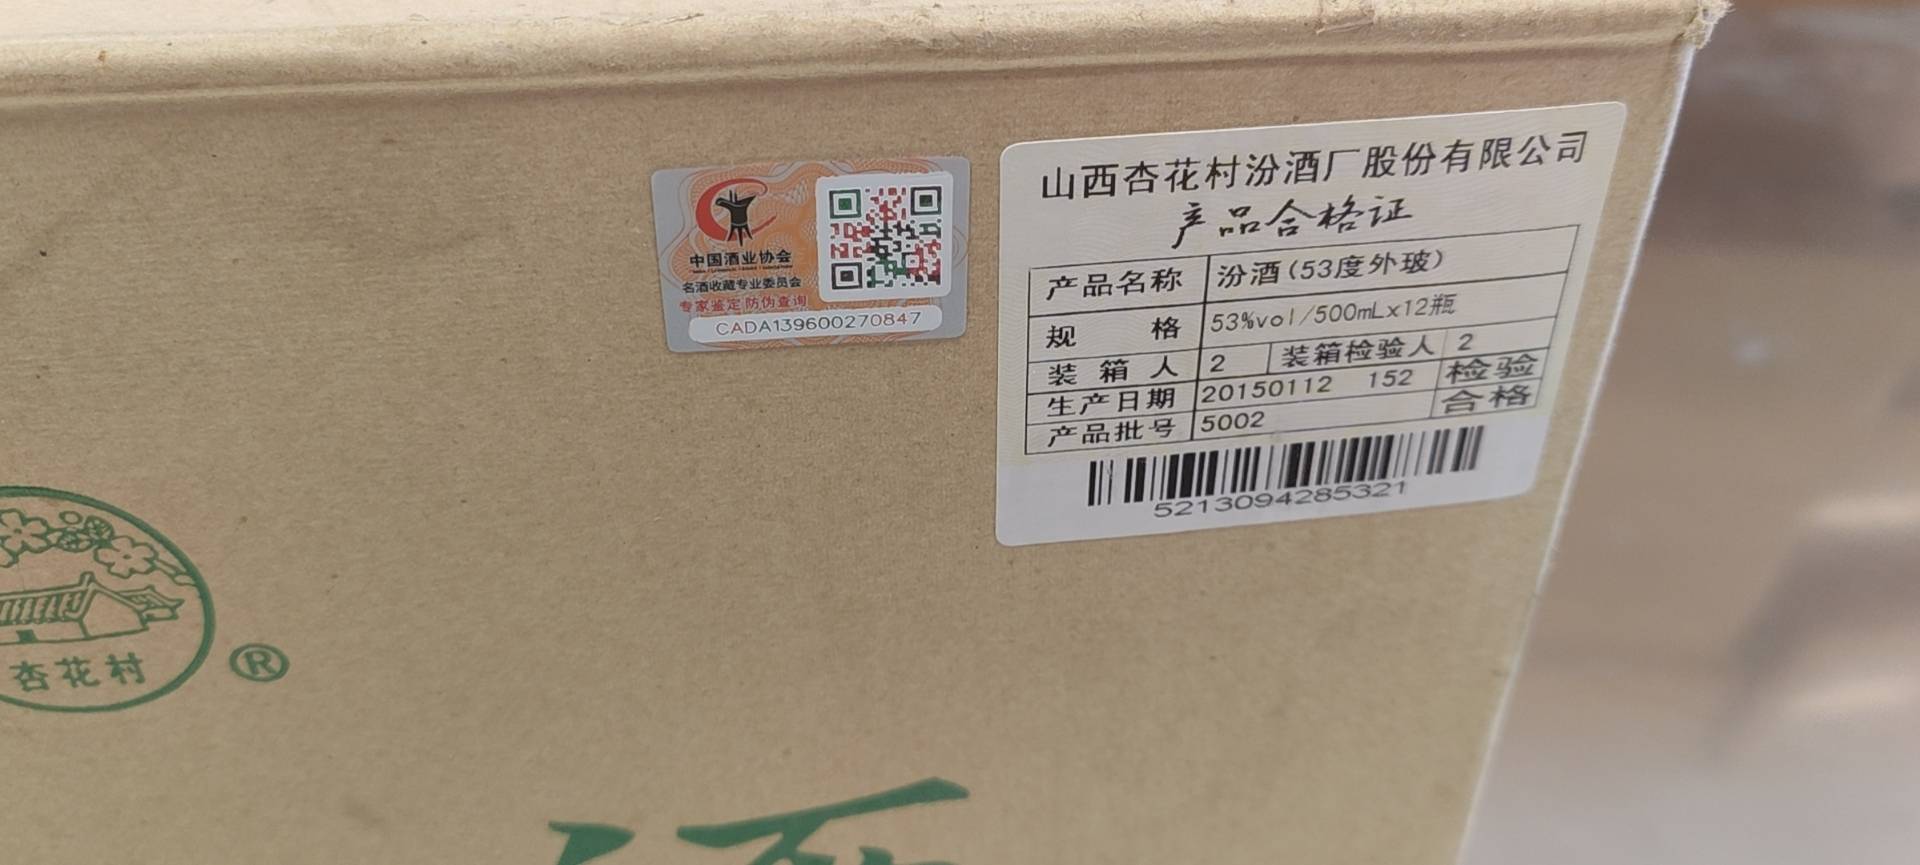 中国酒业协会
名酒收藏专业委员会
专家鉴定 防伪查询
CADA139600270847
山西杏花村汾酒厂股份有限公司
产品合格证
产品名称 汾酒(53度外玻)
规 格 53%vol/500mLx12瓶
装 箱 人 2 装箱检验人 2
生产日期 20150112 152 检验
产品批号 5002 合格
5213094285321
杏花村
®
酒